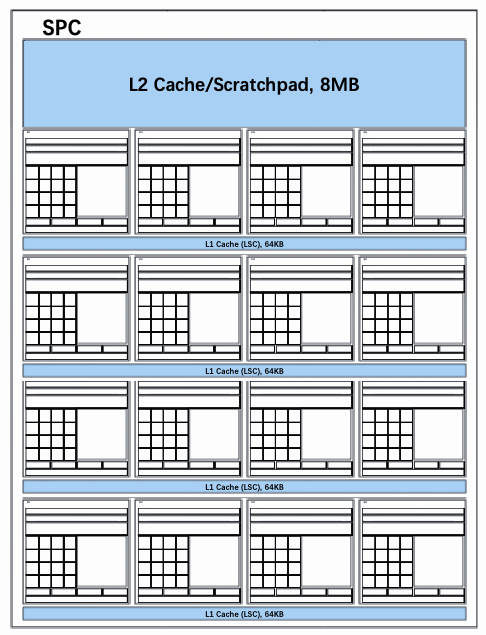 SPC
L2 Cache/Scratchpad, 8MB
L1 Cache (LSC), 64KB
L1 Cache (LSC), 64KB
L1 Cache (LSC), 64KB
L1 Cache (LSC), 64KB